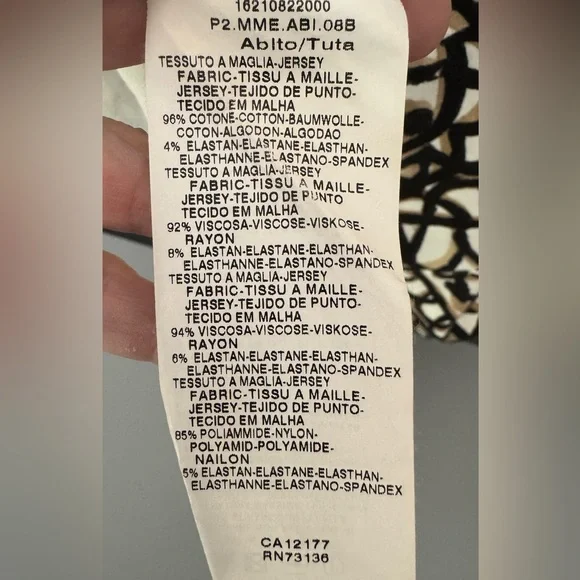 16210822000
P2.MME.ABI.08B
Abito/Tuta
TESSUTO A MAGLIA-JERSEY
FABRIC-TISSU A MAILLE-
JERSEY-TEJIDO DE PUNTO-
TECIDO EM MALHA
96% COTONE-COTTON-BAUMWOLLE-
COTON-ALGODON-ALGODAO
4% ELASTAN-ELASTANE-ELASTHAN-
ELASTHANNE-ELASTANO-SPANDEX
TESSUTO A MAGLIA-JERSEY
FABRIC-TISSU A MAILLE-
JERSEY-TEJIDO DE PUNTO
TECIDO EM MALHA
92% VISCOSA-VISCOSE-VISKOSE-
RAYON
8% ELASTAN-ELASTANE-ELASTHAN-
ELASTHANNE-ELASTANO-SPANDEX
TESSUTO A MAGLIA-JERSEY
FABRIC-TISSU A MAILLE-
JERSEY-TEJIDO DE PUNTO-
TECIDO EM MALHA
94% VISCOSA-VISCOSE-VISKOSE-
RAYON
6% ELASTAN-ELASTANE-ELASTHAN-
ELASTHANNE-ELASTANO-SPANDEX
TESSUTO A MAGLIA-JERSEY
FABRIC-TISSU A MAILLE-
JERSEY-TEJIDO DE PUNTO-
TECIDO EM MALHA
85% POLIAMMIDE-NYLON-
POLYAMID-POLYAMIDE-
NAILON
5% ELASTAN-ELASTANE-ELASTHAN-
ELASTHANNE-ELASTANO-SPANDEX
CA12177
RN73136